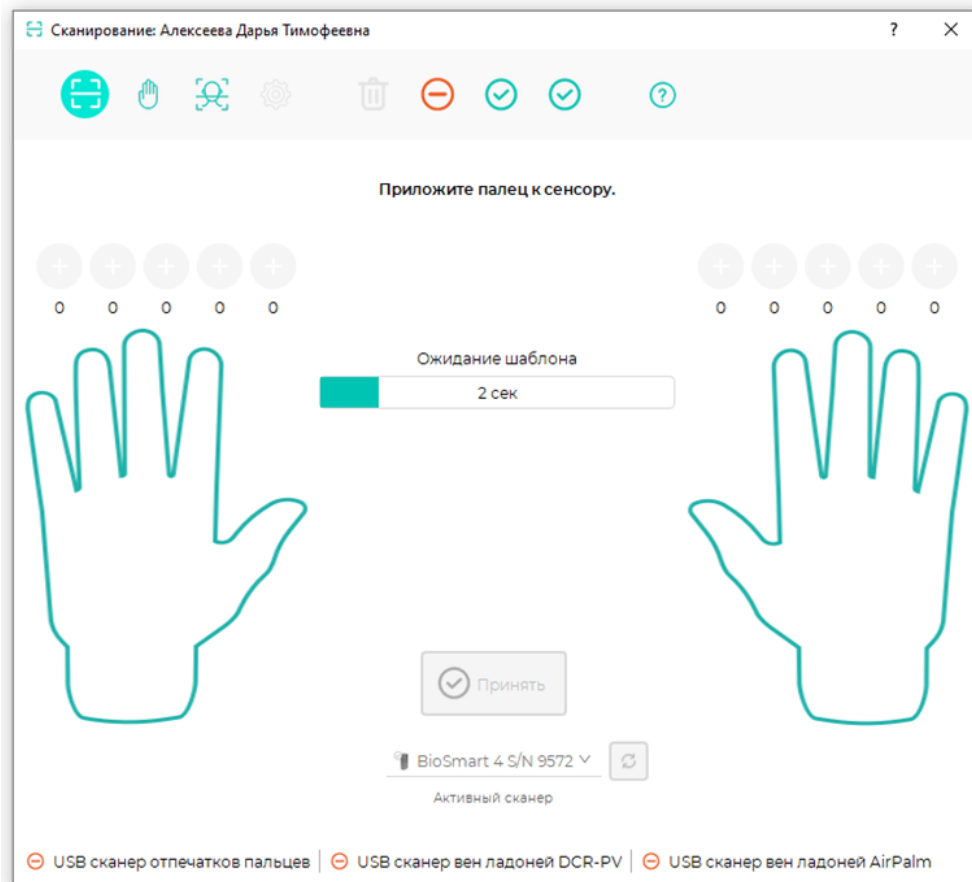 Сканирование: Алексеева Дарья Тимофеевна
Приложите палец к сенсору.
0 0 0 0 0
0 0 0 0 0
Ожидание шаблона
2 сек
Принять
BioSmart 4 S/N 9572
Активный сканер
USB сканер отпечатков пальцев
USB сканер вен ладоней DCR-PV
USB сканер вен ладоней AirPalm